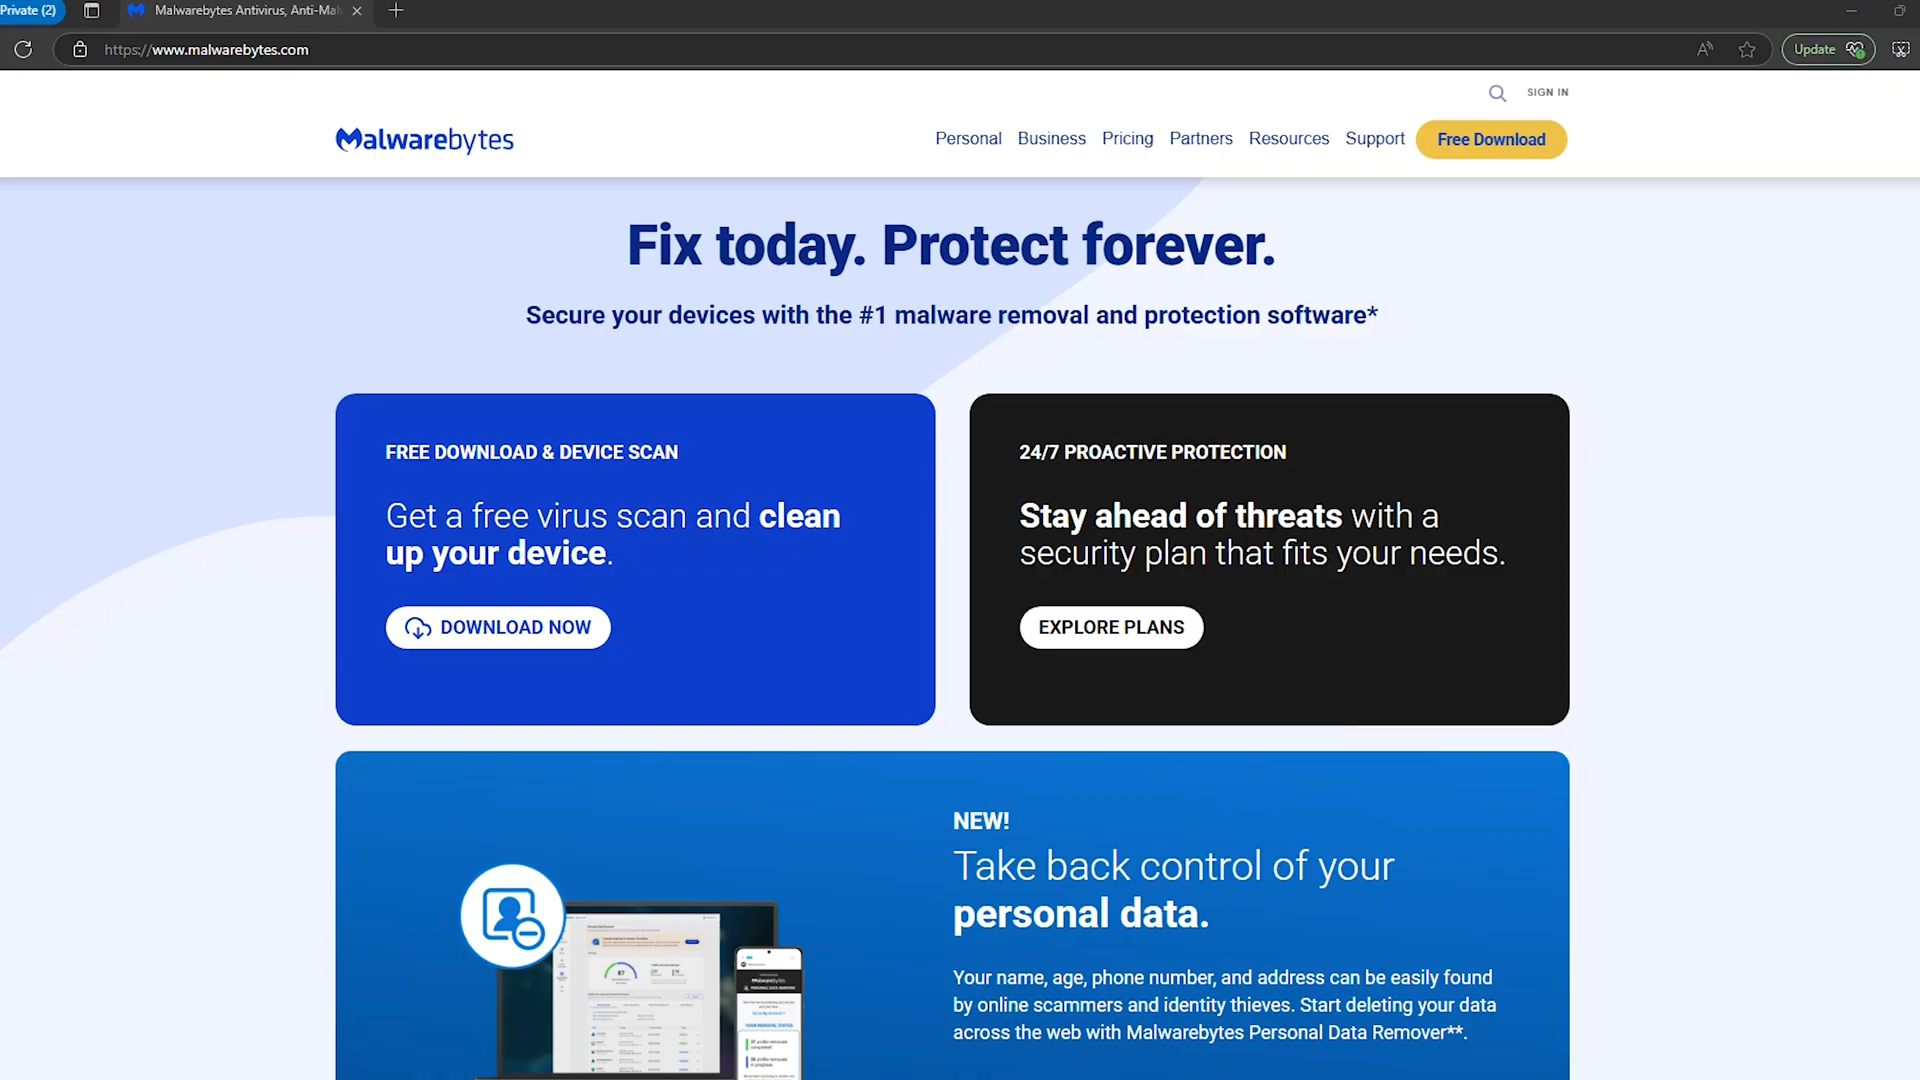 Private (2)
Malwarebytes Antivirus, Anti-Mal
https://www.malwarebytes.com
Update
SIGN IN
Malwarebytes
Personal Business Pricing Partners Resources Support Free Download
Fix today. Protect forever.
Secure your devices with the #1 malware removal and protection software*
FREE DOWNLOAD & DEVICE SCAN
Get a free virus scan and clean
up your device.
DOWNLOAD NOW
24/7 PROACTIVE PROTECTION
Stay ahead of threats with a
security plan that fits your needs.
EXPLORE PLANS
NEW!
Take back control of your
personal data.
Your name, age, phone number, and address can be easily found
by online scammers and identity thieves. Start deleting your data
across the web with Malwarebytes Personal Data Remover**.
87
Malwarebytes